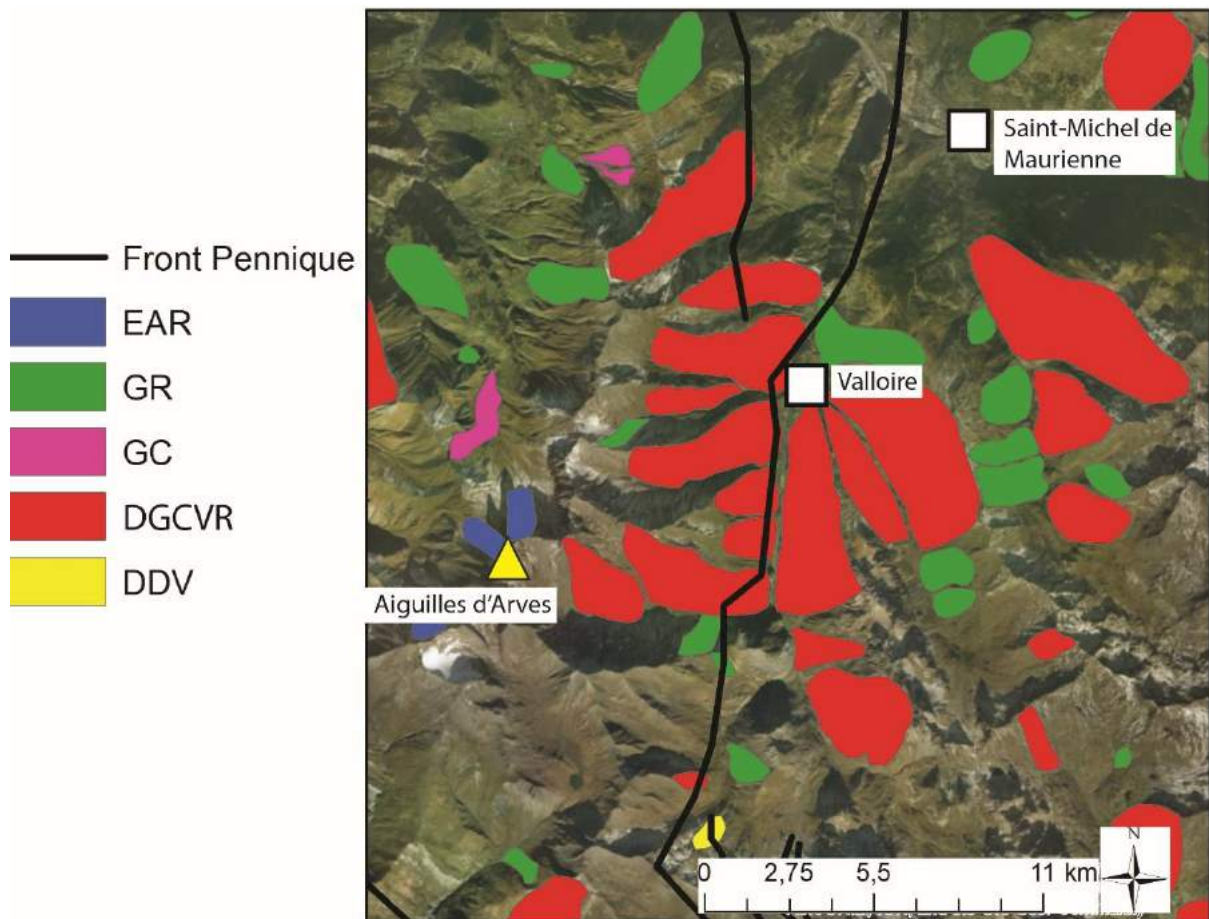 Front Pennique
EAR
GR
GC
DGCVR
DDV
Saint-Michel de
Maurienne
Valloire
Aiguilles d'Arves
N
0 2,75 5,5 11 km